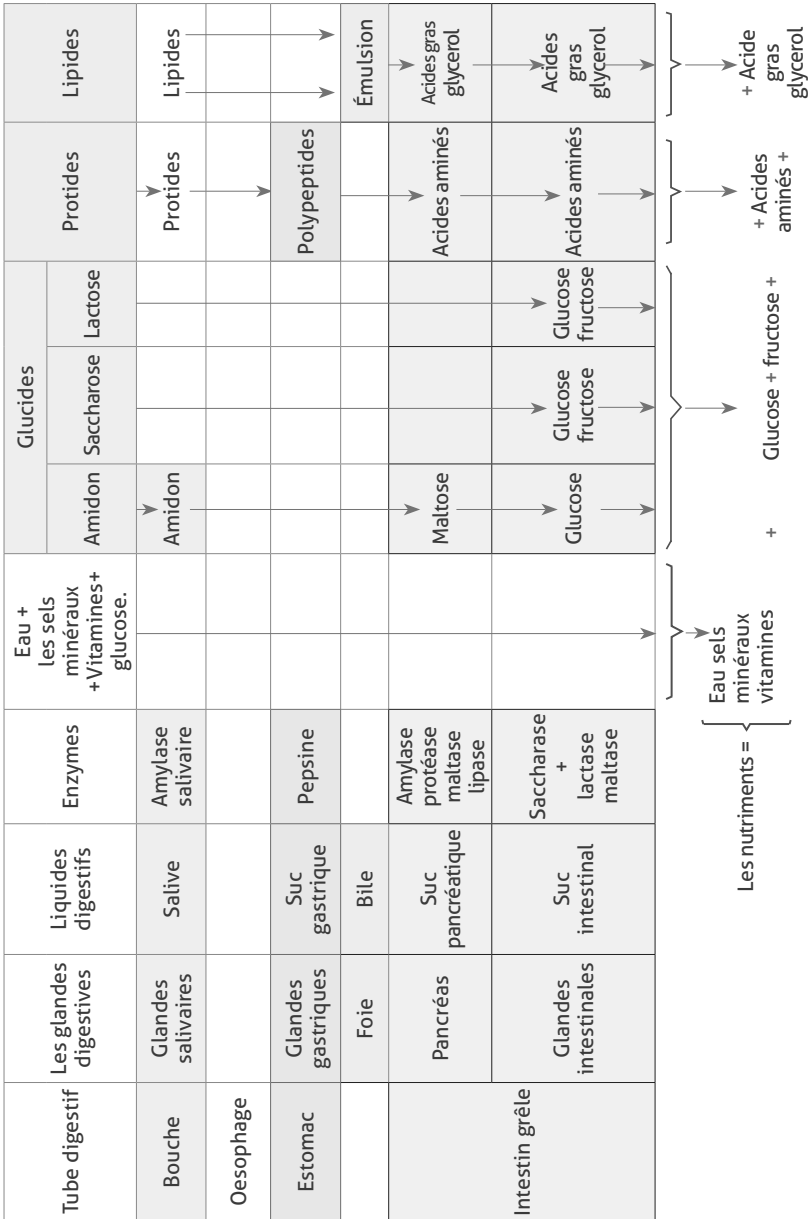 Tube digestif
Les glandes
digestives
Liquides
digestifs
Enzymes
Eau +
les sels
minéraux
+Vitamines+
glucose.
Glucides
Amidon
Saccharose
Lactose
Protides
Lipides
Bouche
Glandes
salivaires
Salive
Amylase
salivaire
Amidon
Protides
Lipides
Oesophage
Estomac
Glandes
gastriques
Suc
gastrique
Pepsine
Polypeptides
Foie
Bile
Émulsion
Intestin grêle
Pancréas
Suc
pancréatique
Amylase
protéase
maltase
lipase
Maltose
Acides aminés
Acides gras
glycerol
Glandes
intestinales
Suc
intestinal
Saccharase
+
lactase
maltase
Glucose
Glucose
fructose
Glucose
fructose
Acides aminés
Acides
gras
glycerol
Les nutriments =
Eau sels
minéraux
vitamines
+
Glucose + fructose +
+ Acides
aminés +
+ Acide
gras
glycerol